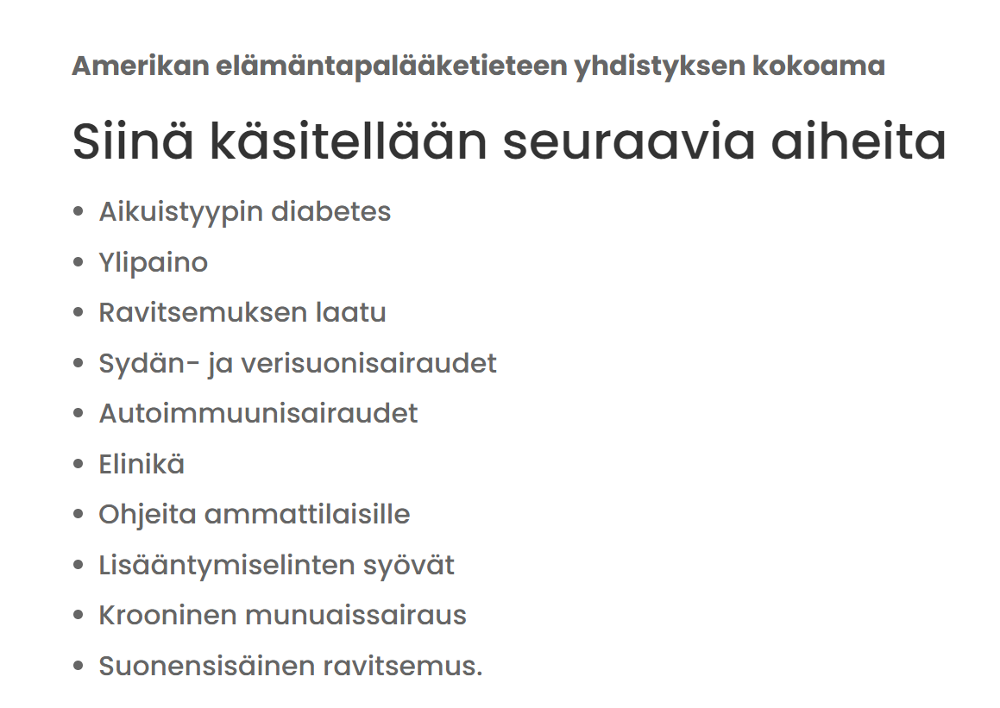 Amerikan elämäntapalääketieteen yhdistyksen kokoama
Siinä käsitellään seuraavia aiheita
• Aikuistyypin diabetes
• Ylipaino
• Ravitsemuksen laatu
• Sydän- ja verisuonisairaudet
• Autoimmuunisairaudet
• Elinikä
• Ohjeita ammattilaisille
• Lisääntymiselinten syövät
• Krooninen munuaissairaus
• Suonensisäinen ravitsemus.